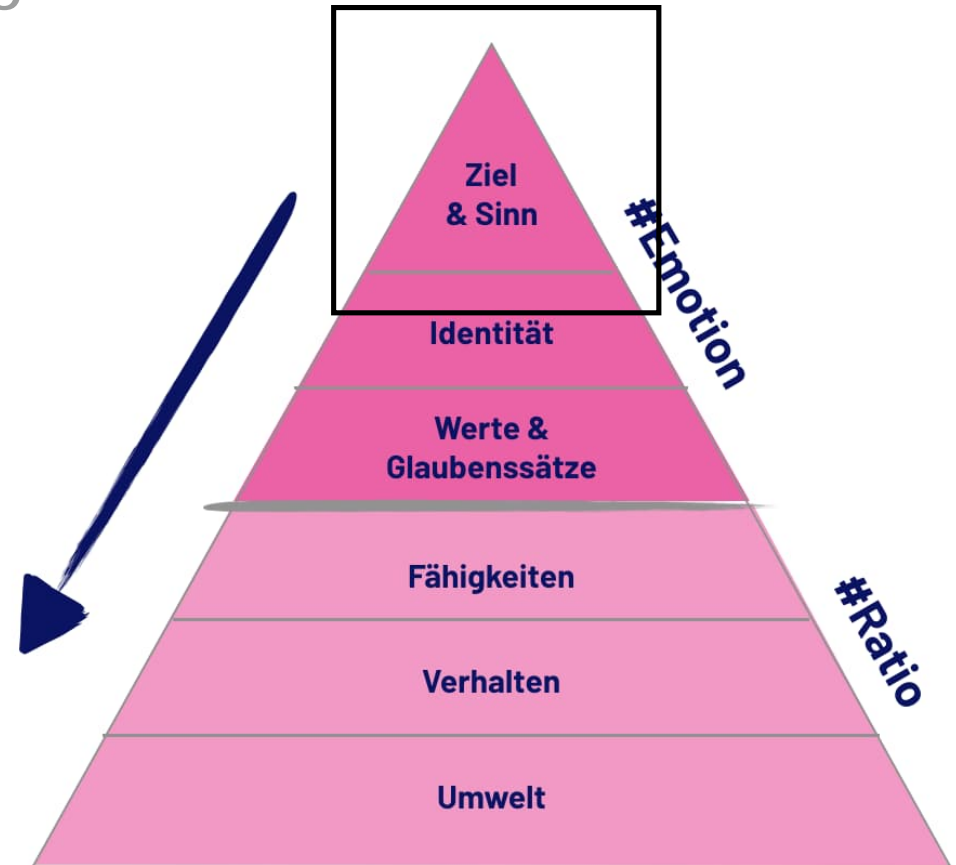 Ziel
& Sinn
#Emotion
Identität
Werte &
Glaubenssätze
Fähigkeiten
#Ratio
Verhalten
Umwelt